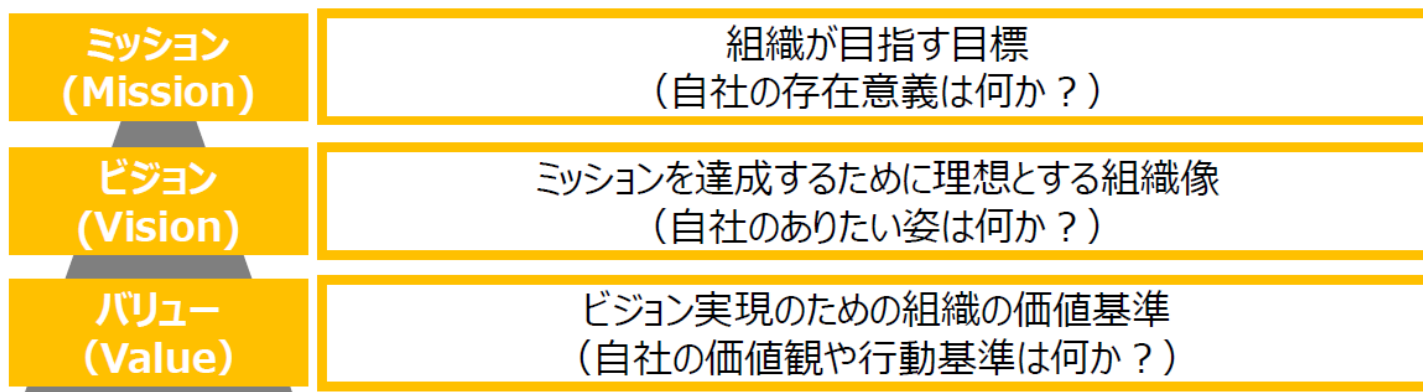 ミッション
(Mission)
組織が目指す目標
（自社の存在意義は何か？）
ビジョン
(Vision)
ミッションを達成するために理想とする組織像
（自社のありたい姿は何か？）
バリュー
（Value）
ビジョン実現のための組織の価値基準
（自社の価値観や行動基準は何か？）